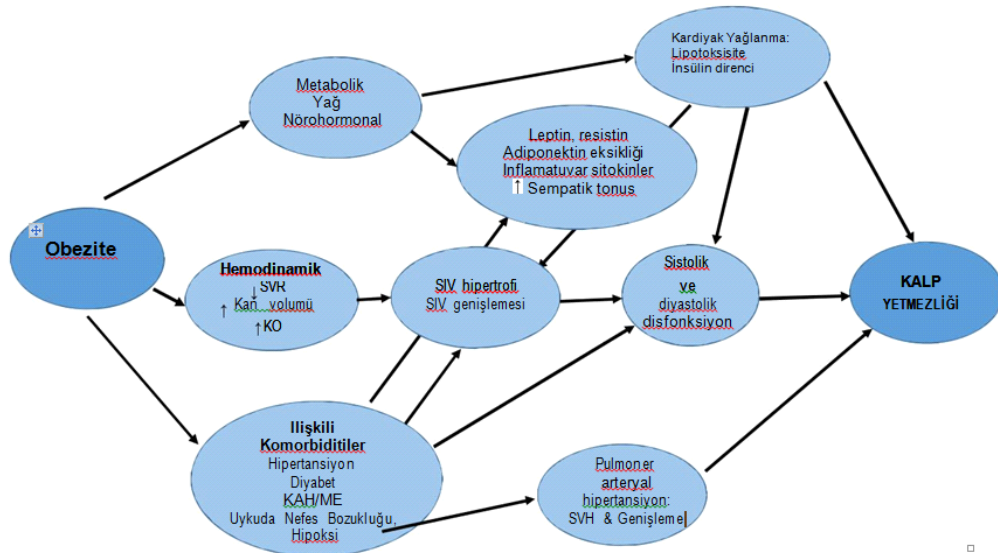 Kardiyak Yağlanma:
Lipotoksisite
İnsülin direnci
Metabolik
Yağ
Nörohormonal
Leptin, resistin
Adiponektin eksikliği
Inflamatuvar sitokinler
↑ Sempatik tonus
Obezite
Hemodinamik
↓ SVR
↑ Kan volumü
↑ KO
SIV hipertrofi
SIV genişlemesi
Sistolik
ve
diyastolik
disfonksiyon
KALP
YETMEZLİĞİ
Ilişkili
Komorbiditiler
Hipertansiyon
Diyabet
KAH/ME
Uykuda Nefes Bozukluğu,
Hipoksi
Pulmoner
arteryal
hipertansiyon:
SVH & Genişleme